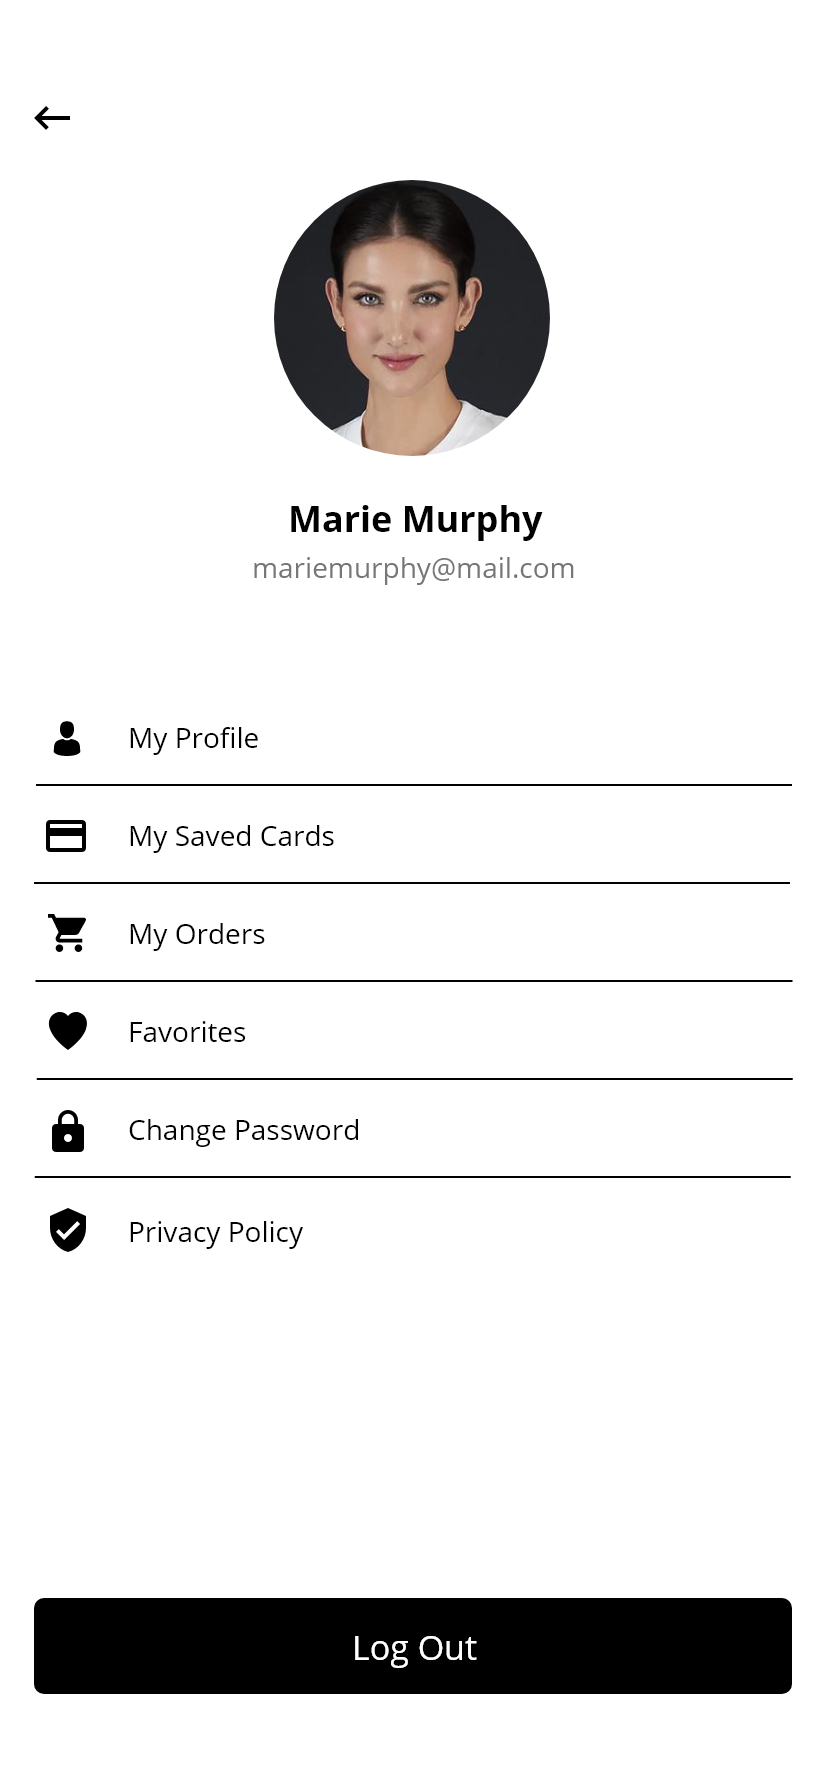 Marie Murphy
mariemurphy@mail.com
My Profile
My Saved Cards
My Orders
Favorites
Change Password
Privacy Policy
Log Out